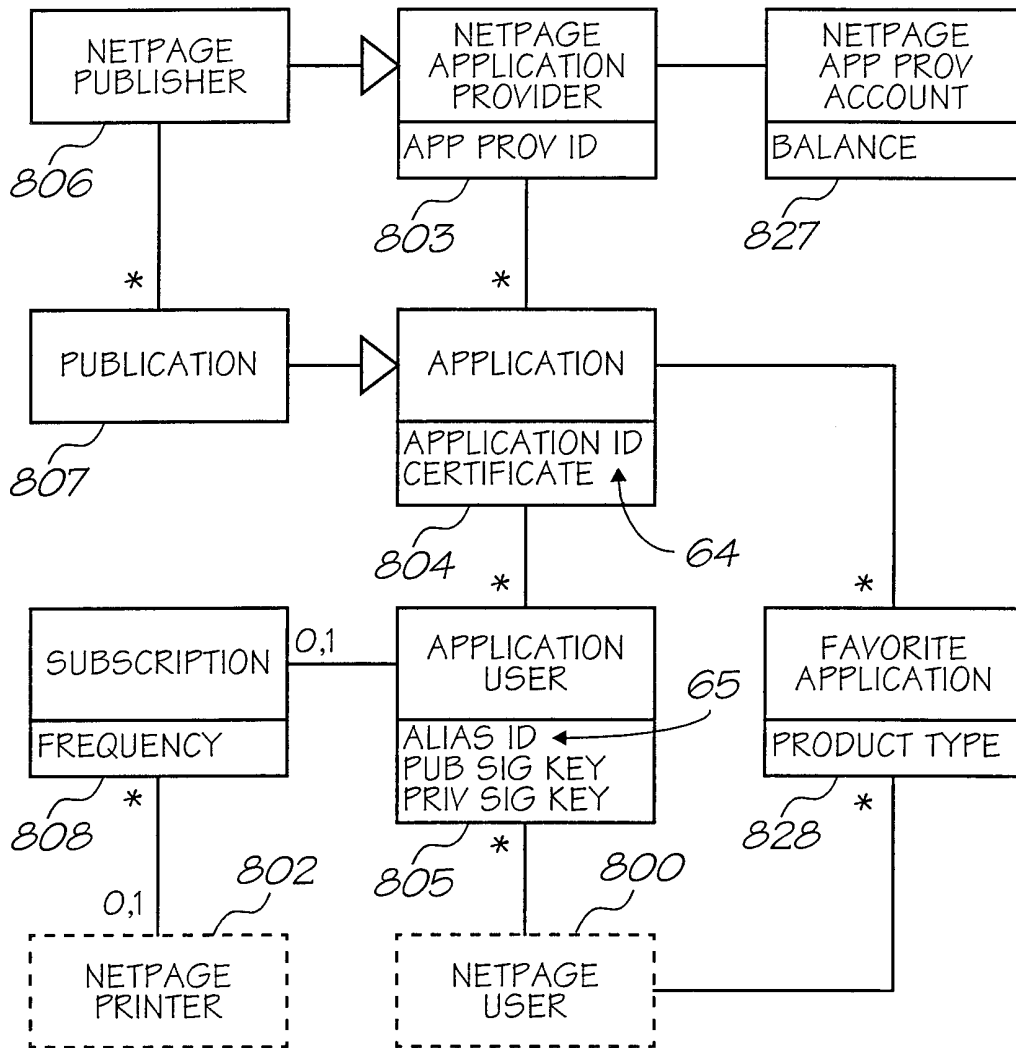 NETPAGE
PUBLISHER
NETPAGE
APPLICATION
PROVIDER
APP PROV ID
NETPAGE
APP PROV
ACCOUNT
BALANCE
806
803
827
*
*
PUBLICATION
APPLICATION
APPLICATION ID
CERTIFICATE
807
804
64
*
*
SUBSCRIPTION
FREQUENCY
0,1
APPLICATION
USER
ALIAS ID
PUB SIG KEY
PRIV SIG KEY
65
FAVORITE
APPLICATION
PRODUCT TYPE
808
*
805
*
828
*
802
800
0,1
NETPAGE
PRINTER
NETPAGE
USER